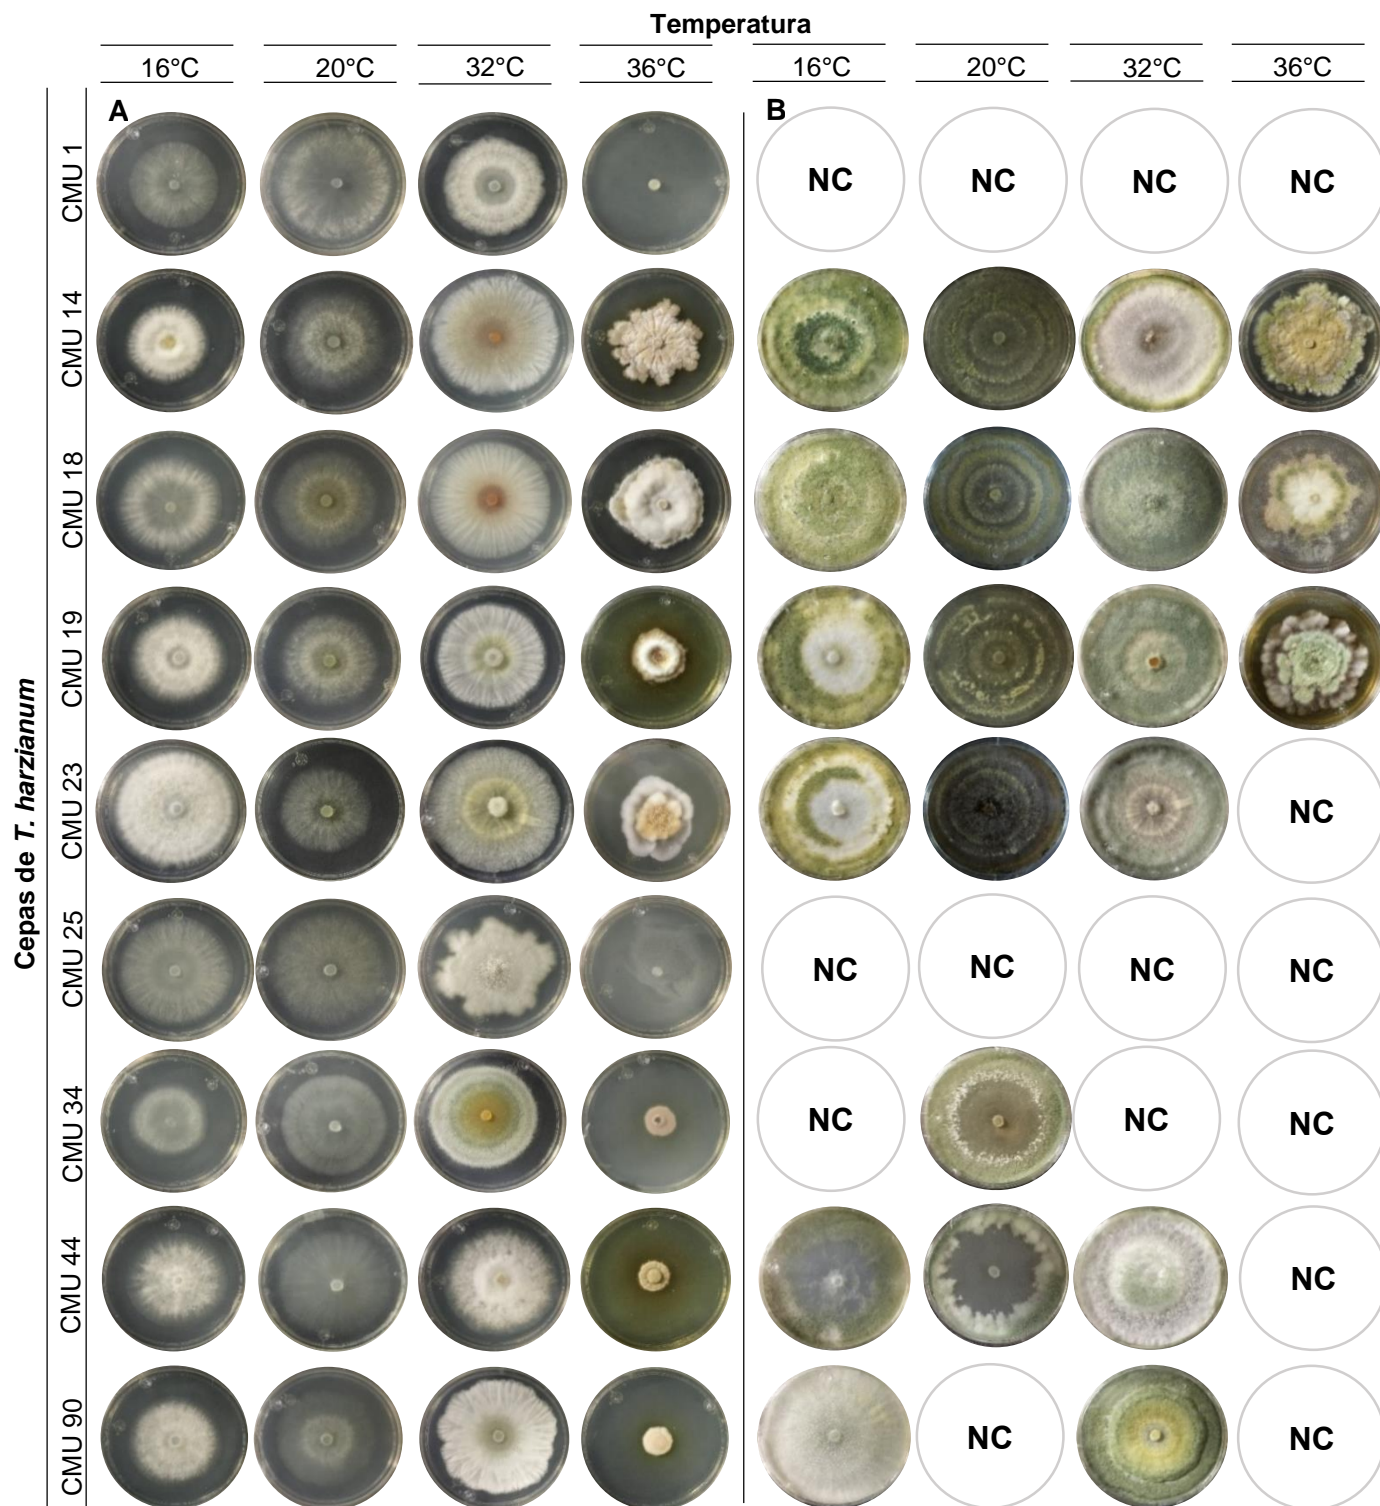 Temperatura
16°C 20°C 32°C 36°C 16°C 20°C 32°C 36°C
A B
Cepas de T. harzianum
CMU 1 NC NC NC NC
CMU 14
CMU 18
CMU 19
CMU 23 NC
CMU 25 NC NC NC NC
CMU 34 NC NC NC
CMU 44 NC
CMU 90 NC NC